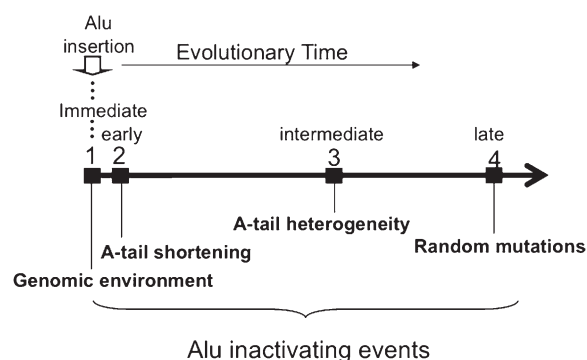 Alu
insertion
Evolutionary Time
Immediate
early
intermediate
late
1
2
3
4
A-tail heterogeneity
Random mutations
A-tail shortening
Genomic environment
Alu inactivating events